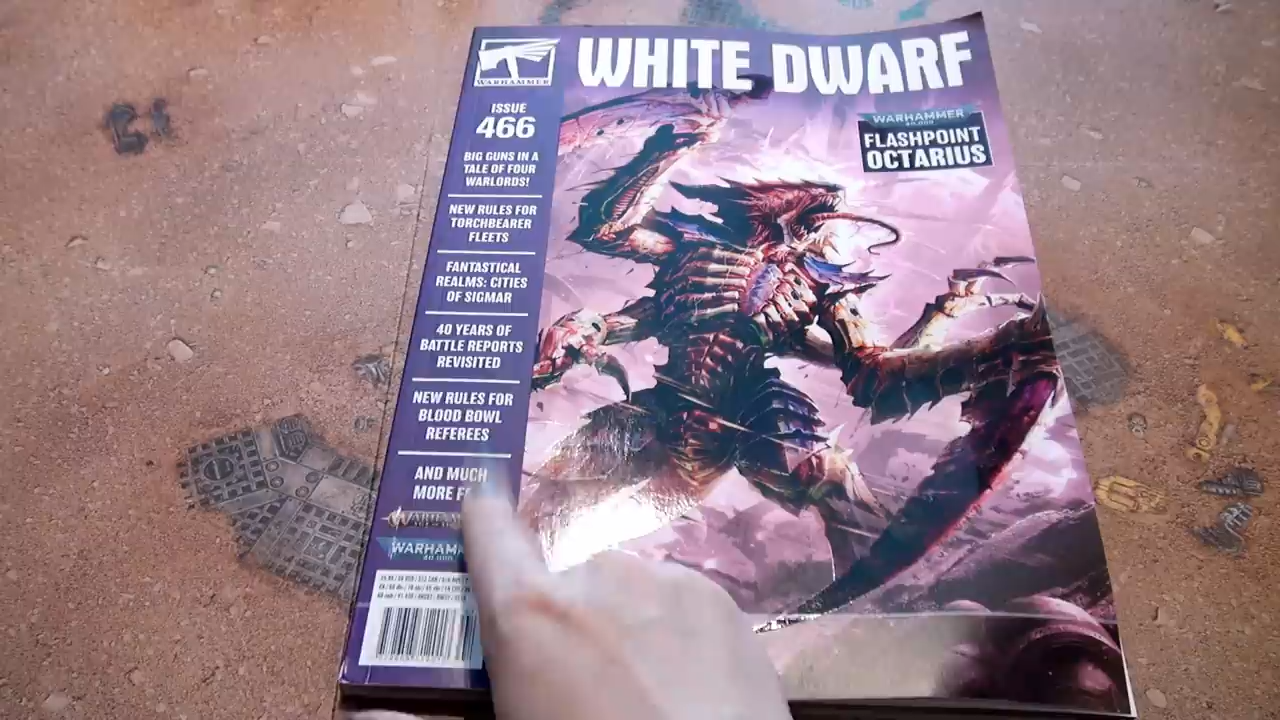 WHITE DWARF
WARHAMMER
ISSUE
466
BIG GUNS IN A
TALE OF FOUR
WARLORDS!
NEW RULES FOR
TORCHBEARER
FLEETS
FANTASTICAL
REALMS: CITIES
OF SIGMAR
40 YEARS OF
BATTLE REPORTS
REVISITED
NEW RULES FOR
BLOOD BOWL
REFEREES
AND MUCH
MORE
WARHAMMER
40,000
FLASHPOINT
OCTARIUS